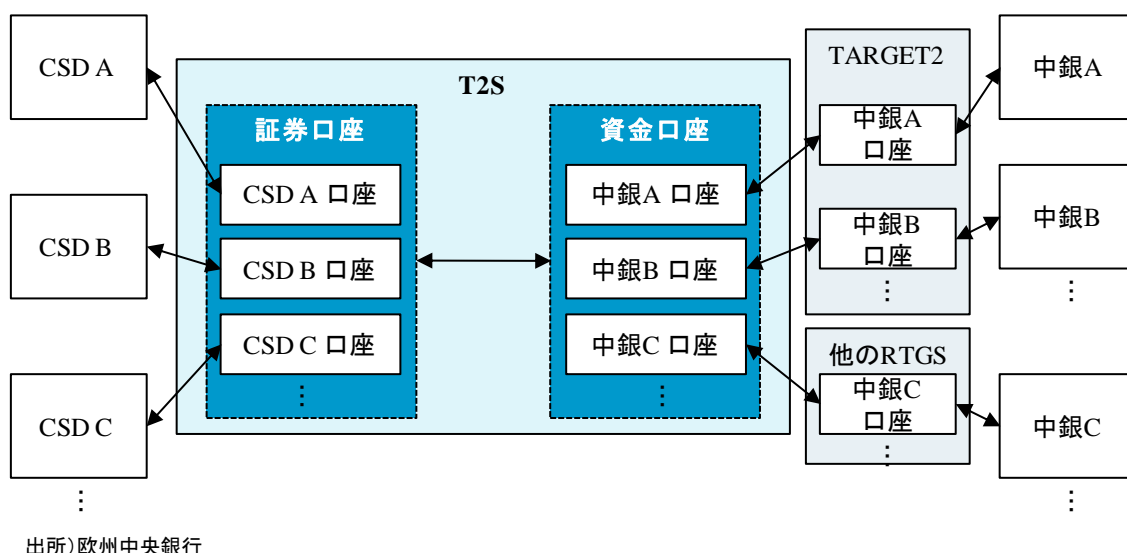 CSD A
CSD B
CSD C
⋮
T2S
証券口座
CSD A 口座
CSD B 口座
CSD C 口座
⋮
資金口座
中銀A 口座
中銀B 口座
中銀C 口座
⋮
TARGET2
中銀A
口座
中銀B
口座
⋮
他のRTGS
中銀C
口座
⋮
中銀A
中銀B
⋮
中銀C
⋮
出所)欧州中央銀行